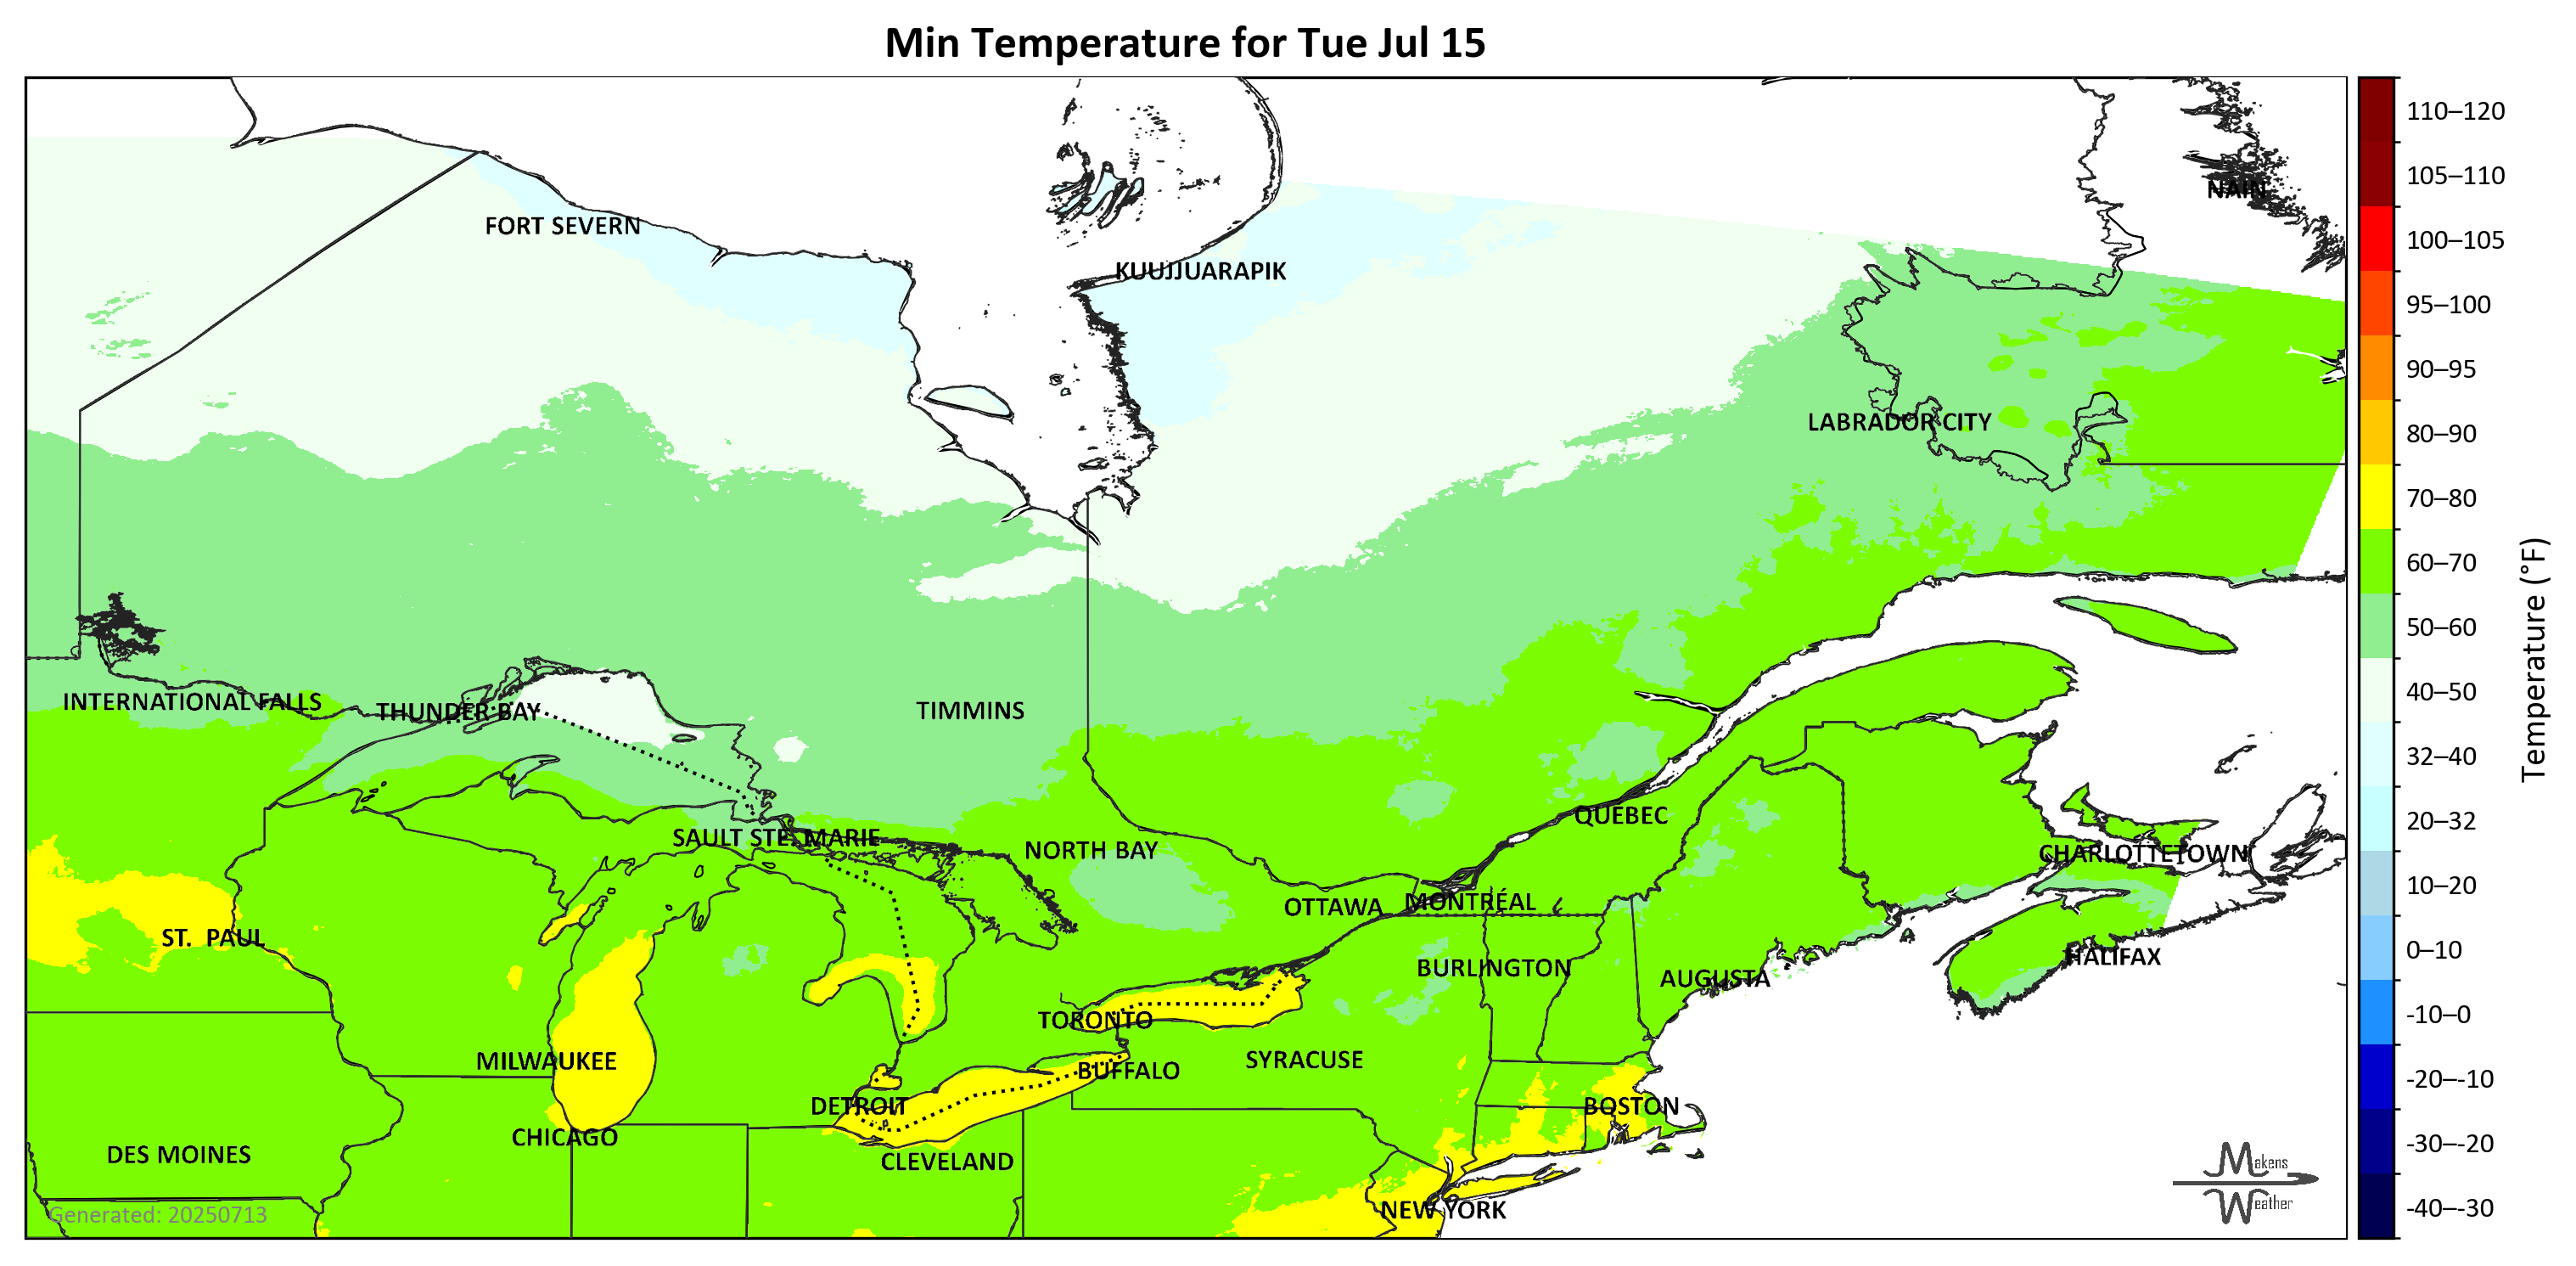 Min Temperature for Tue Jul 15
NAIN
FORT SEVERN
KUUJJUARAPIK
LABRADOR CITY
INTERNATIONAL FALLS
THUNDER BAY
TIMMINS
QUÉBEC
SAULT STE. MARIE
NORTH BAY
CHARLOTTETOWN
OTTAWA
MONTRÉAL
ST.  PAUL
HALIFAX
BURLINGTON
AUGUSTA
TORONTO
MILWAUKEE
SYRACUSE
BUFFALO
DETROIT
BOSTON
CHICAGO
DES MOINES
CLEVELAND
NEW YORK
Generated: 20250713
Makens
Weather
110–120
105–110
100–105
95–100
90–95
80–90
70–80
60–70
50–60
40–50
32–40
20–32
10–20
0–10
-10–0
-20–-10
-30–-20
-40–-30
Temperature (°F)